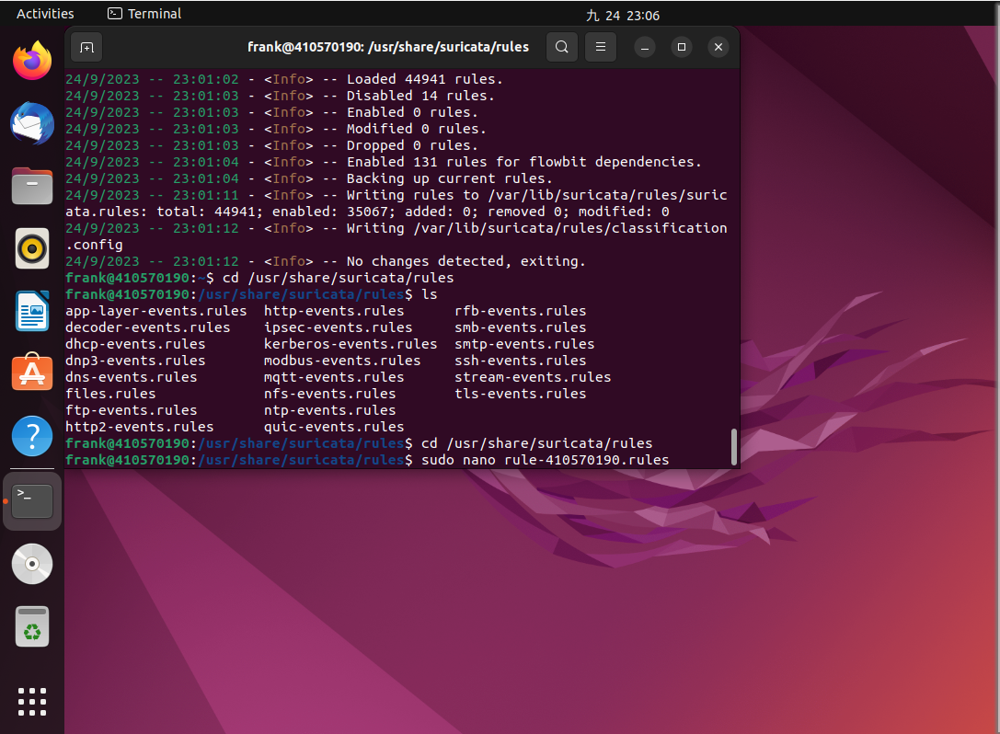 Activities
Terminal
九 24 23:06
frank@410570190: /usr/share/suricata/rules
24/9/2023 -- 23:01:02 - <Info> -- Loaded 44941 rules.
24/9/2023 -- 23:01:03 - <Info> -- Disabled 14 rules.
24/9/2023 -- 23:01:03 - <Info> -- Enabled 0 rules.
24/9/2023 -- 23:01:03 - <Info> -- Modified 0 rules.
24/9/2023 -- 23:01:03 - <Info> -- Dropped 0 rules.
24/9/2023 -- 23:01:04 - <Info> -- Enabled 131 rules for flowbit dependencies.
24/9/2023 -- 23:01:04 - <Info> -- Backing up current rules.
24/9/2023 -- 23:01:11 - <Info> -- Writing rules to /var/lib/suricata/rules/suric
ata.rules: total: 44941; enabled: 35067; added: 0; removed 0; modified: 0
24/9/2023 -- 23:01:12 - <Info> -- Writing /var/lib/suricata/rules/classification
.config
24/9/2023 -- 23:01:12 - <Info> -- No changes detected, exiting.
frank@410570190:~$ cd /usr/share/suricata/rules
frank@410570190:/usr/share/suricata/rules$ ls
app-layer-events.rules http-events.rules rfb-events.rules
decoder-events.rules ipsec-events.rules smb-events.rules
dhcp-events.rules kerberos-events.rules smtp-events.rules
dnp3-events.rules modbus-events.rules ssh-events.rules
dns-events.rules mqtt-events.rules stream-events.rules
files.rules nfs-events.rules tls-events.rules
ftp-events.rules ntp-events.rules
http2-events.rules quic-events.rules
frank@410570190:/usr/share/suricata/rules$ cd /usr/share/suricata/rules
frank@410570190:/usr/share/suricata/rules$ sudo nano rule-410570190.rules